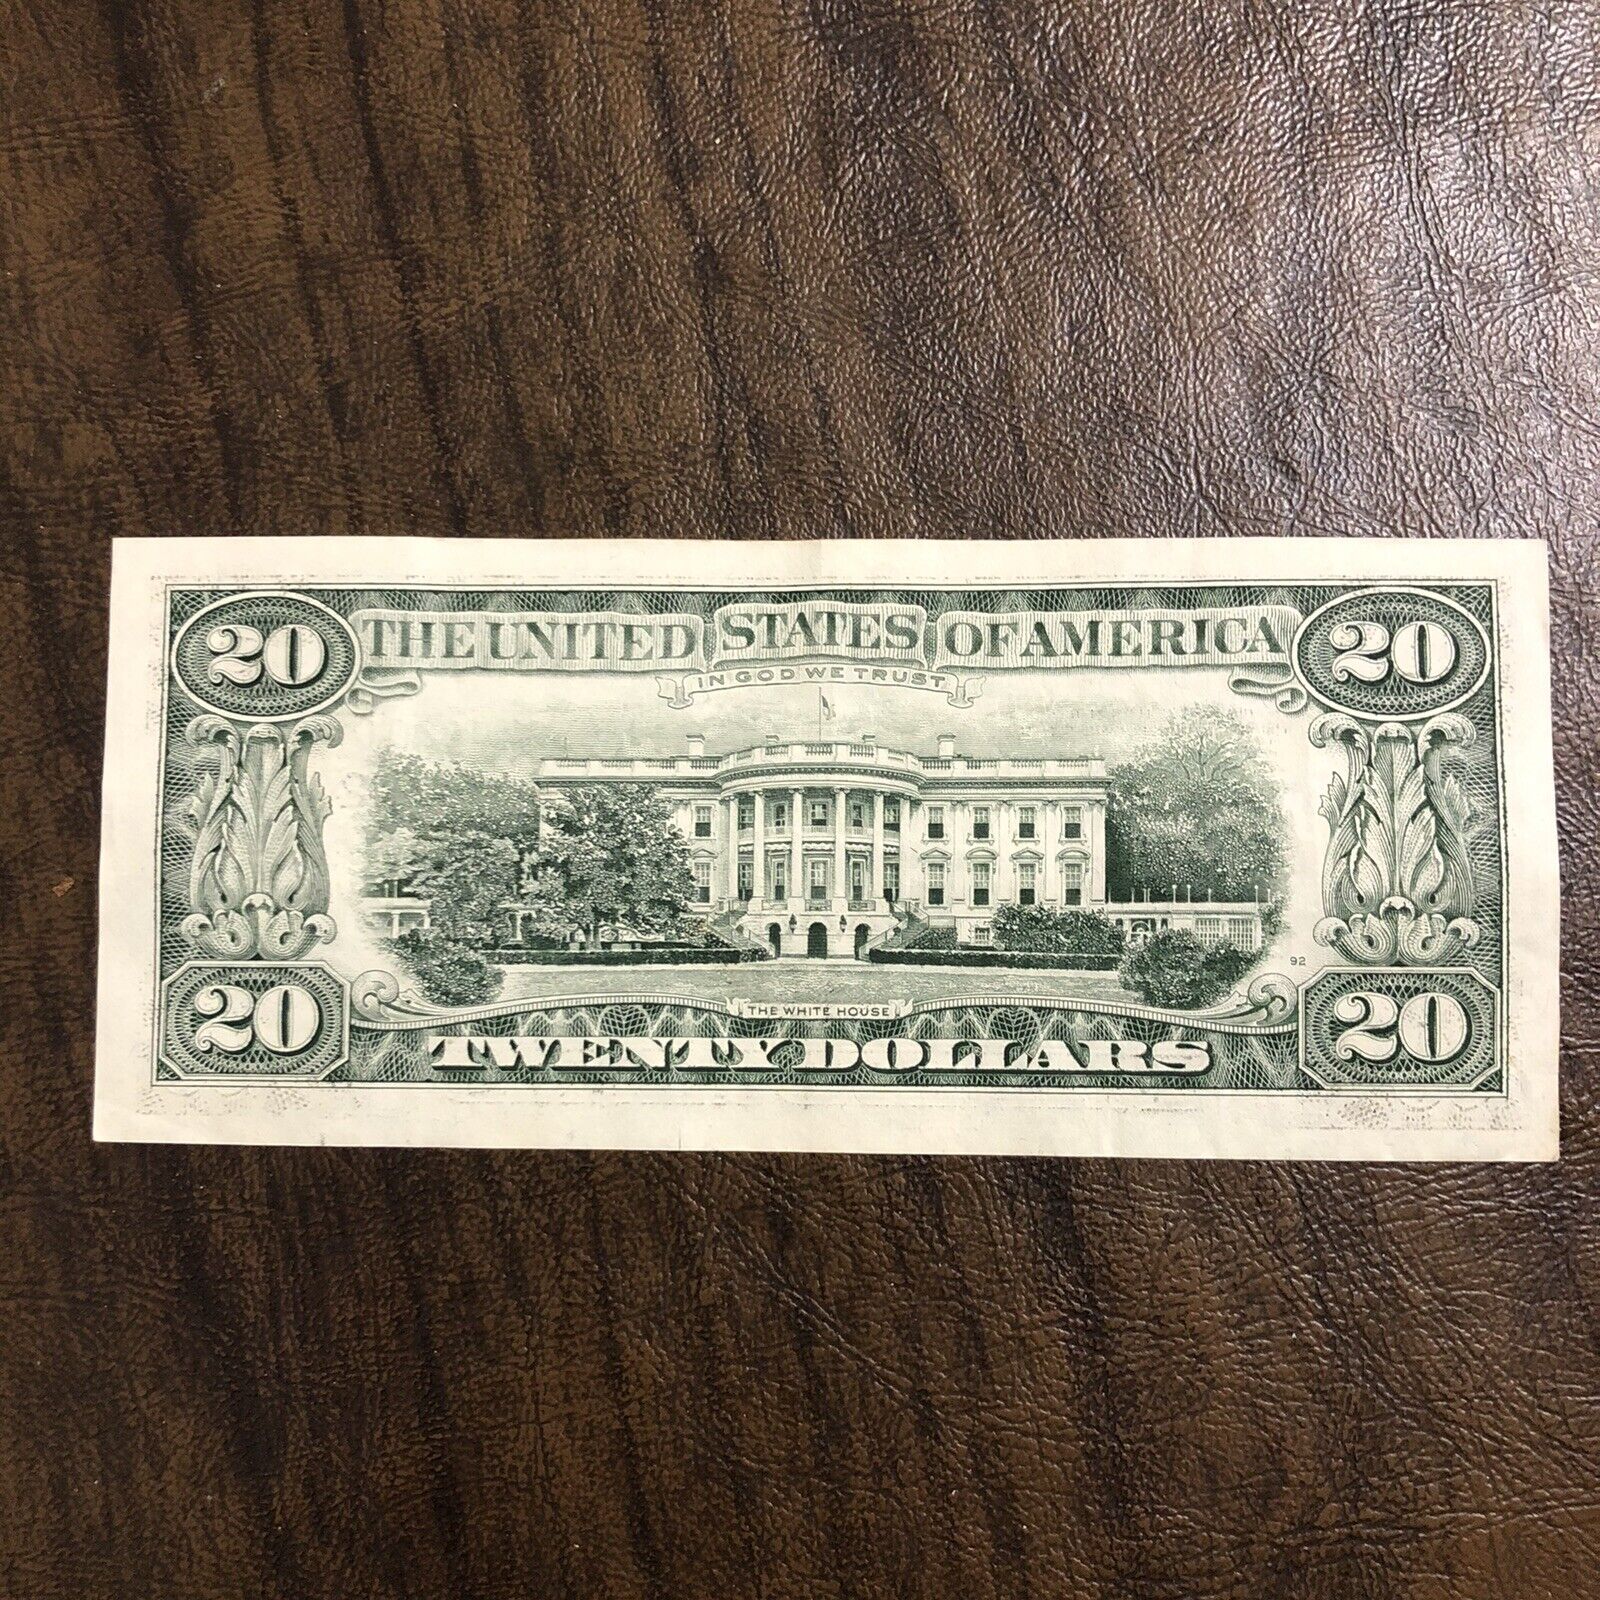 20 THE UNITED STATES OF AMERICA 20
IN GOD WE TRUST
92
THE WHITE HOUSE
20 TWENTY DOLLARS 20